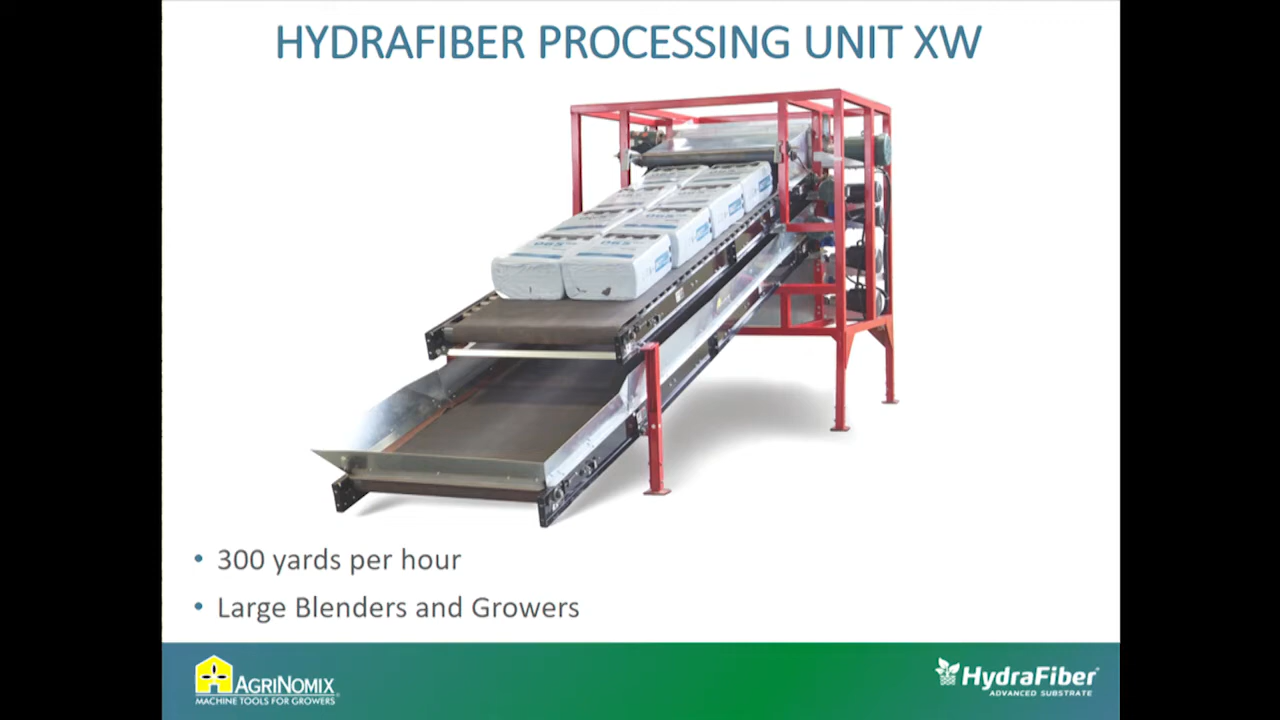 HYDRAFIBER PROCESSING UNIT XW
• 300 yards per hour
• Large Blenders and Growers
AGRINOMIX®
MACHINE TOOLS FOR GROWERS
HydraFiber
ADVANCED SUBSTRATE